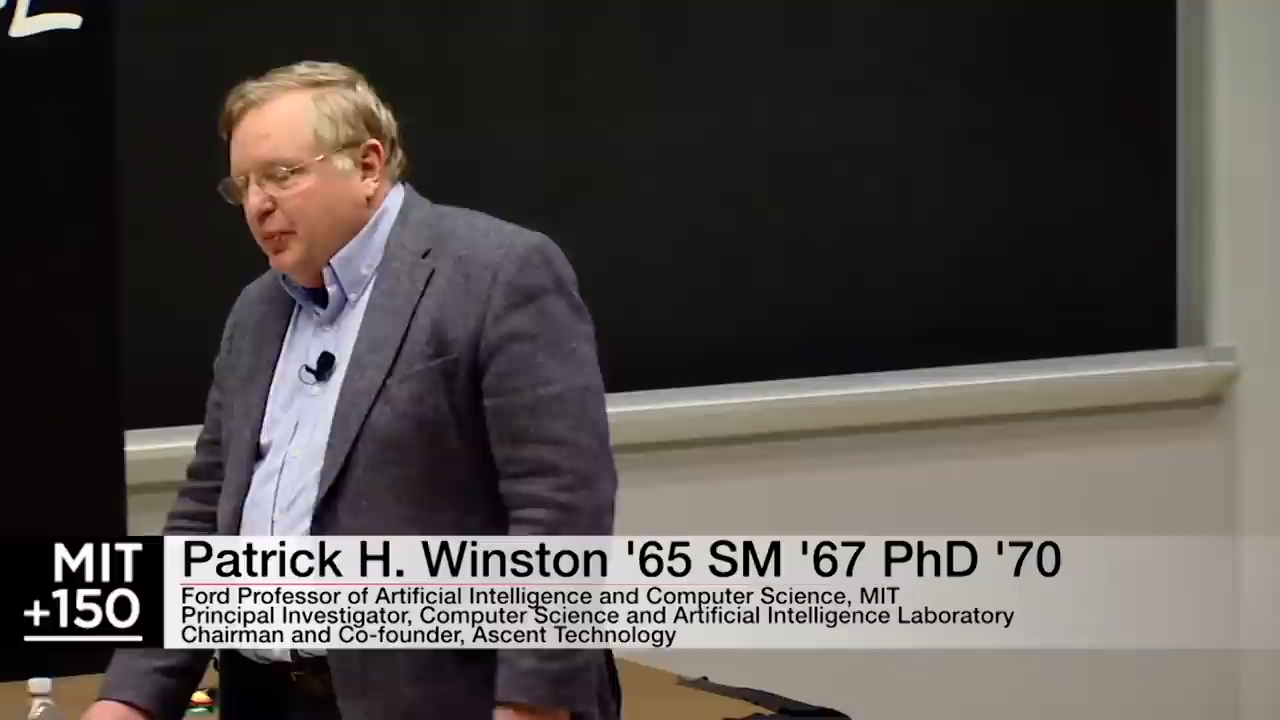 MIT
+150
Patrick H. Winston '65 SM '67 PhD '70
Ford Professor of Artificial Intelligence and Computer Science, MIT
Principal Investigator, Computer Science and Artificial Intelligence Laboratory
Chairman and Co-founder, Ascent Technology